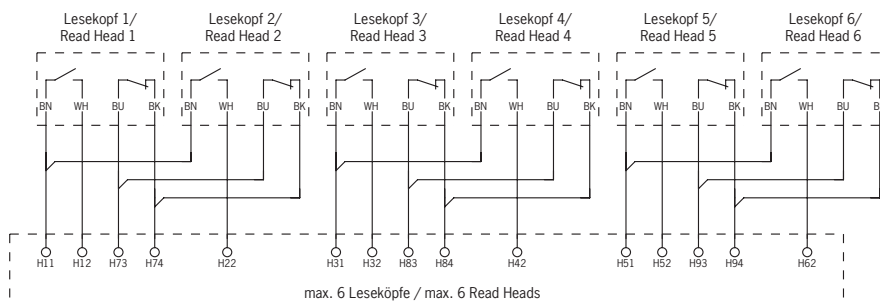 Lesekopf 1/ Lesekopf 2/ Lesekopf 3/ Lesekopf 4/ Lesekopf 5/ Lesekopf 6/
Read Head 1 Read Head 2 Read Head 3 Read Head 4 Read Head 5 Read Head 6
BN WH BU BK BN WH BU BK BN WH BU BK BN WH BU BK BN WH BU BK BN WH BU
H11 H12 H73 H74 H22 H31 H32 H83 H84 H42 H51 H52 H93 H94 H62
max. 6 Leseköpfe / max. 6 Read Heads